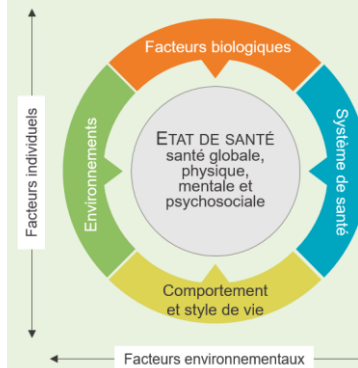 Facteurs biologiques
Facteurs individuels
Environnements
ETAT DE SANTÉ
santé globale,
physique,
mentale et
psychosociale
Système de santé
Comportement
et style de vie
Facteurs environnementaux